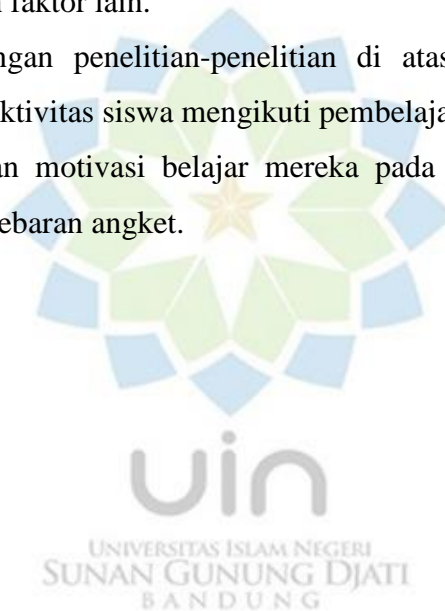 faktor lain.
ngan penelitian-penelitian di atas
ktivitas siswa mengikuti pembelaja
an motivasi belajar mereka pada
ebaran angket.
uin
UNIVERSITAS ISLAM NEGERI
SUNAN GUNUNG DJATI
BANDUNG